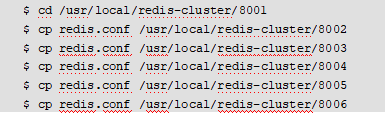 $ cd /usr/local/redis-cluster/8001
$ cp redis.conf /usr/local/redis-cluster/8002
$ cp redis.conf /usr/local/redis-cluster/8003
$ cp redis.conf /usr/local/redis-cluster/8004
$ cp redis.conf /usr/local/redis-cluster/8005
$ cp redis.conf /usr/local/redis-cluster/8006